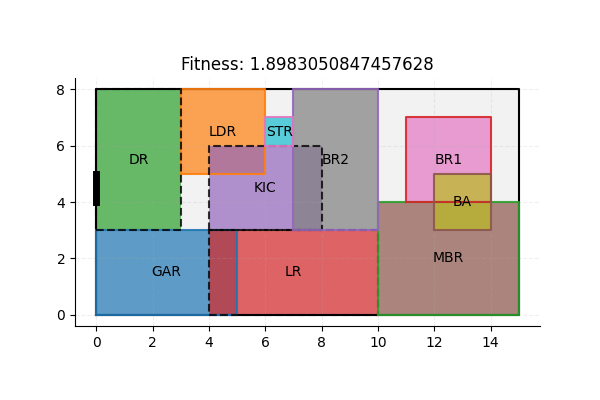 Fitness: 1.8983050847457628
8
6
4
2
0
DR
LDR
STR
BR2
BR1
KIC
BA
GAR
LR
MBR
0 2 4 6 8 10 12 14